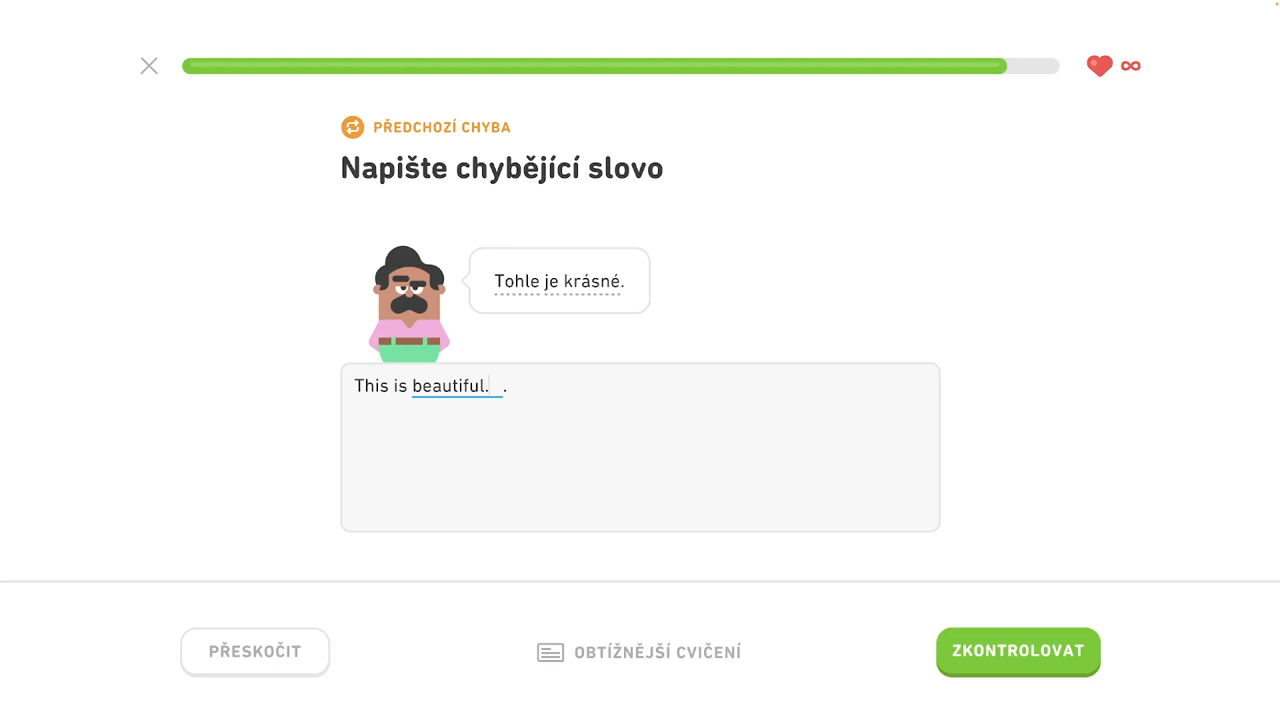 PŘEDCHOZÍ CHYBA
Napište chybějící slovo
Tohle je krásné.
This is beautiful. .
PŘESKOČIT
OBTÍŽNĚJŠÍ CVIČENÍ
ZKONTROLOVAT